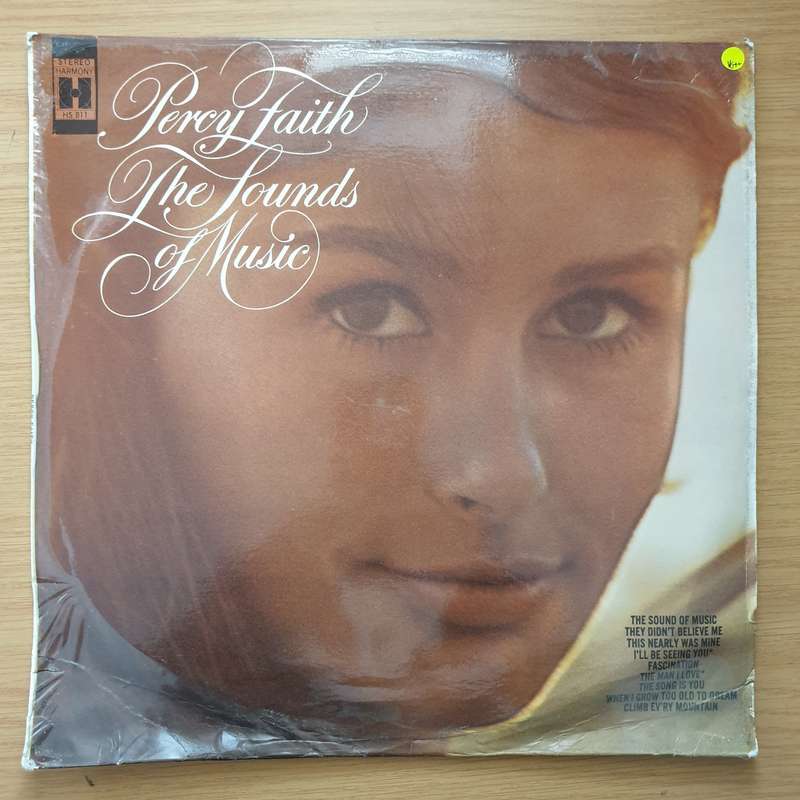 STEREO
HARMONY
H
HS 811
Percy Faith
The Sounds
of Music
THE SOUND OF MUSIC
THEY DIDN'T BELIEVE ME
THIS NEARLY WAS MINE
I'LL BE SEEING YOU*
FASCINATION
THE MAN I LOVE*
THE SONG IS YOU
WHEN I GROW TOO OLD TO DREAM
CLIMB EV'RY MOUNTAIN